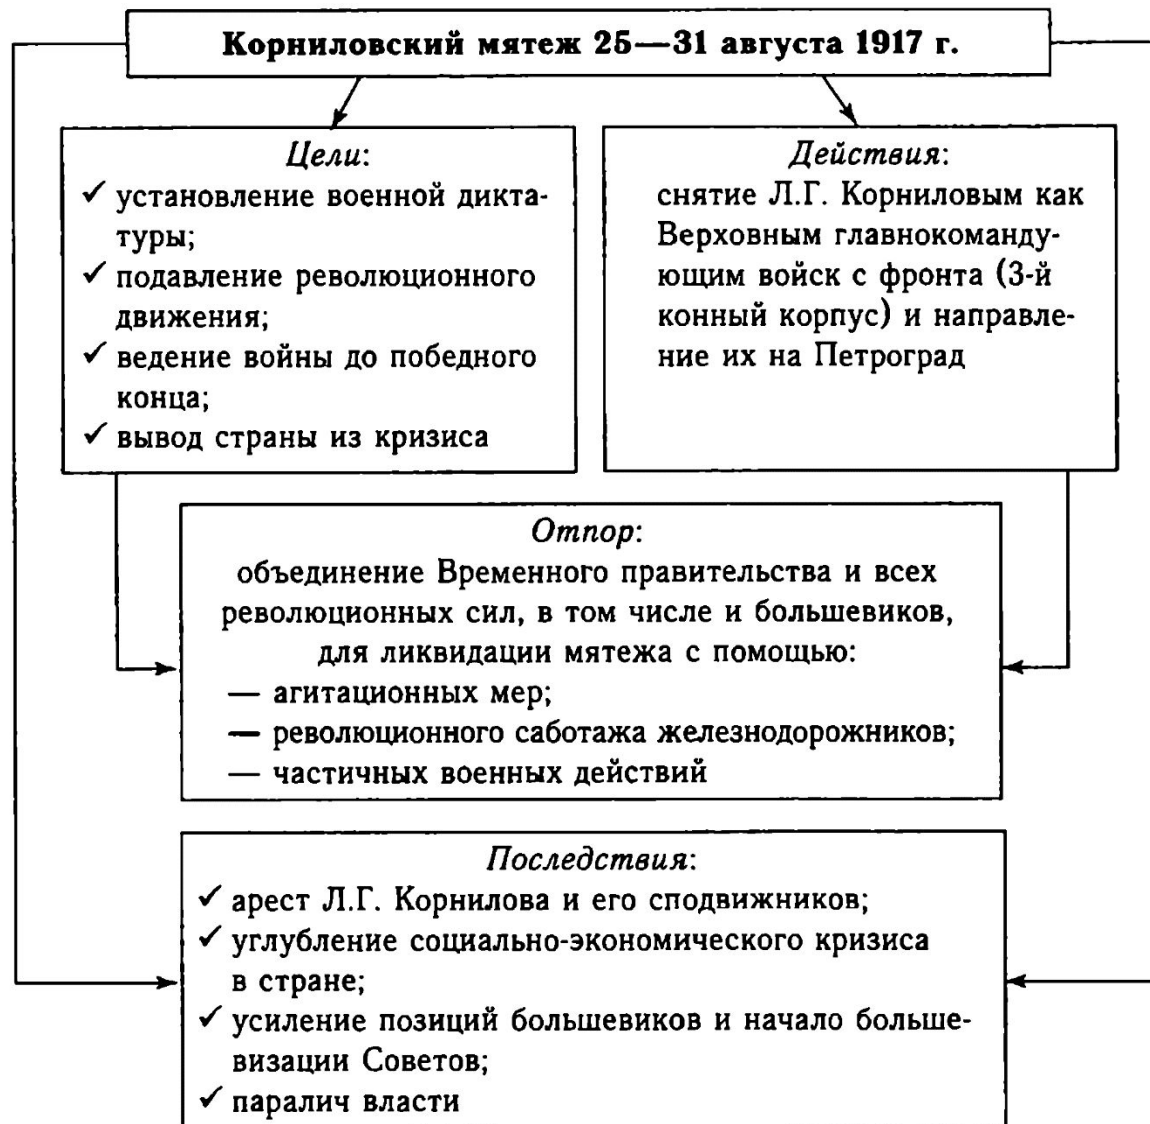 Корниловский мятеж 25—31 августа 1917 г.
Цели:
✓ установление военной дикта-
туры;
✓ подавление революционного
движения;
✓ ведение войны до победного
конца;
✓ вывод страны из кризиса
Действия:
снятие Л.Г. Корниловым как
Верховным главнокоманду-
ющим войск с фронта (3-й
конный корпус) и направле-
ние их на Петроград
Отпор:
объединение Временного правительства и всех
революционных сил, в том числе и большевиков,
для ликвидации мятежа с помощью:
— агитационных мер;
— революционного саботажа железнодорожников;
— частичных военных действий
Последствия:
✓ арест Л.Г. Корнилова и его сподвижников;
✓ углубление социально-экономического кризиса
в стране;
✓ усиление позиций большевиков и начало больше-
визации Советов;
✓ паралич власти